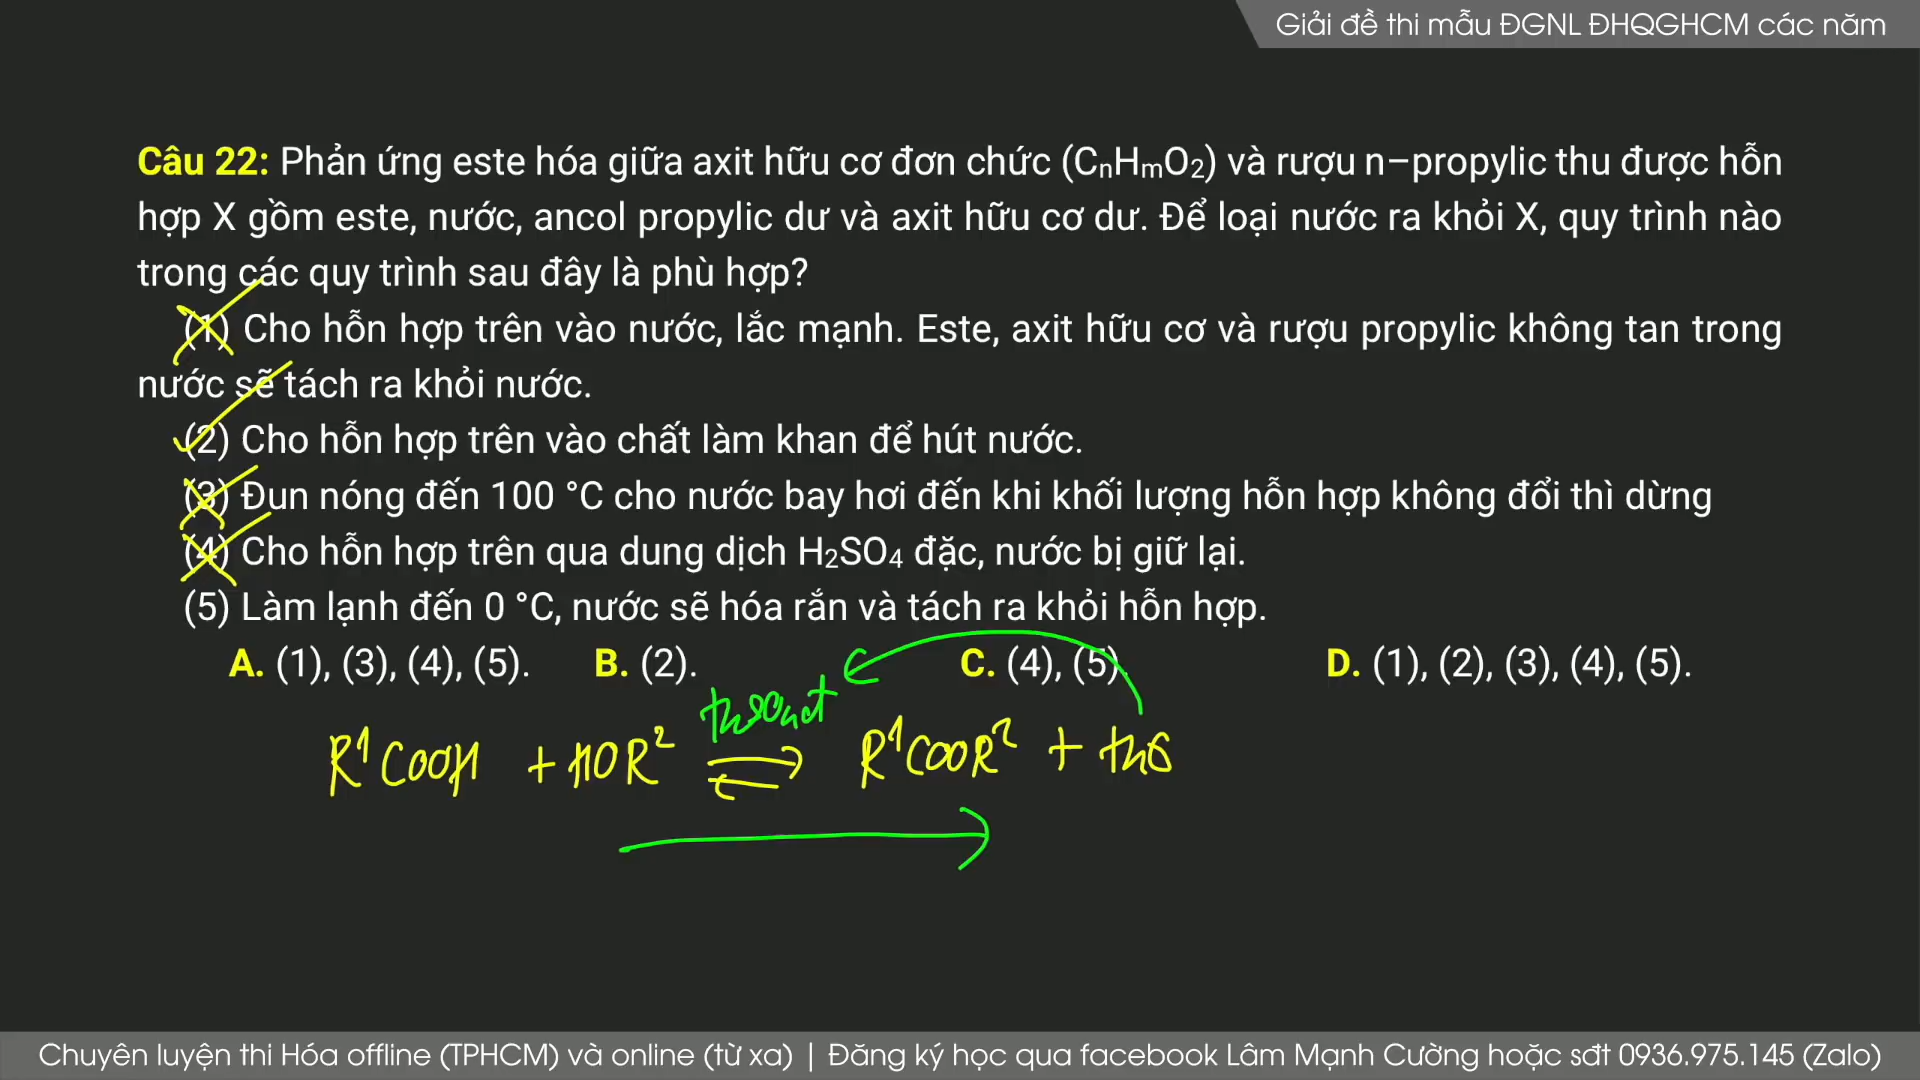 Giải đề thi mẫu ĐGNL ĐHQGHCM các năm
Câu 22: Phản ứng este hóa giữa axit hữu cơ đơn chức (CnHmO2) và rượu n–propylic thu được hỗn
hợp X gồm este, nước, ancol propylic dư và axit hữu cơ dư. Để loại nước ra khỏi X, quy trình nào
trong các quy trình sau đây là phù hợp?
(1) Cho hỗn hợp trên vào nước, lắc mạnh. Este, axit hữu cơ và rượu propylic không tan trong
nước sẽ tách ra khỏi nước.
(2) Cho hỗn hợp trên vào chất làm khan để hút nước.
(3) Đun nóng đến 100 °C cho nước bay hơi đến khi khối lượng hỗn hợp không đổi thì dừng
(4) Cho hỗn hợp trên qua dung dịch H2SO4 đặc, nước bị giữ lại.
(5) Làm lạnh đến 0 °C, nước sẽ hóa rắn và tách ra khỏi hỗn hợp.
A. (1), (3), (4), (5). B. (2). C. (4), (5). D. (1), (2), (3), (4), (5).
R¹COOH + HOR² ⇌ R¹COOR² +
Chuyên luyện thi Hóa offline (TPHCM) và online (từ xa) | Đăng ký học qua facebook Lâm Mạnh Cường hoặc sđt 0936.975.145 (Zalo)